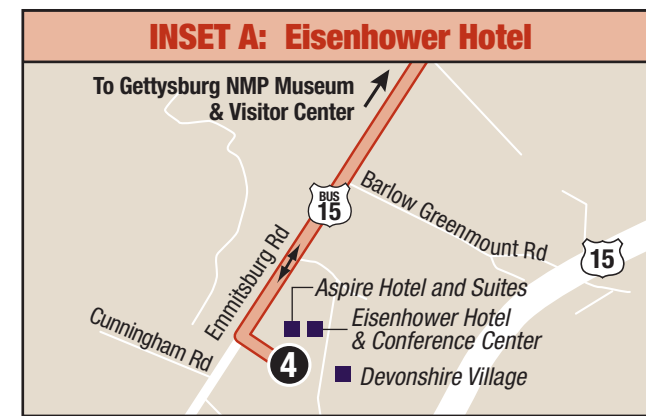 INSET A:  Eisenhower Hotel
To Gettysburg NMP Museum
& Visitor Center
BUS
15
Barlow Greenmount Rd
15
Emmitsburg Rd
Aspire Hotel and Suites
Eisenhower Hotel
& Conference Center
Cunningham Rd
4
Devonshire Village